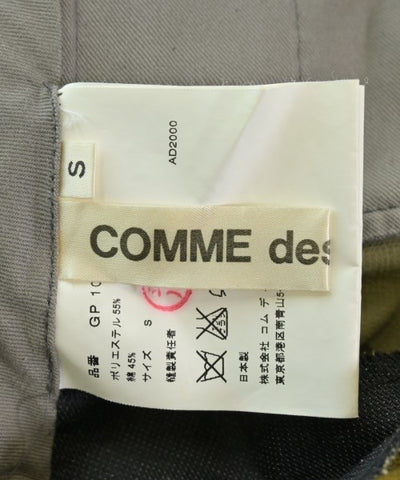 S
AD2000
COMME des
品番 GP 10
ポリエステル 55%
綿 45%
サイズ S
縫製責任者
日本製
株式会社 コム デ
東京都港区南青山5